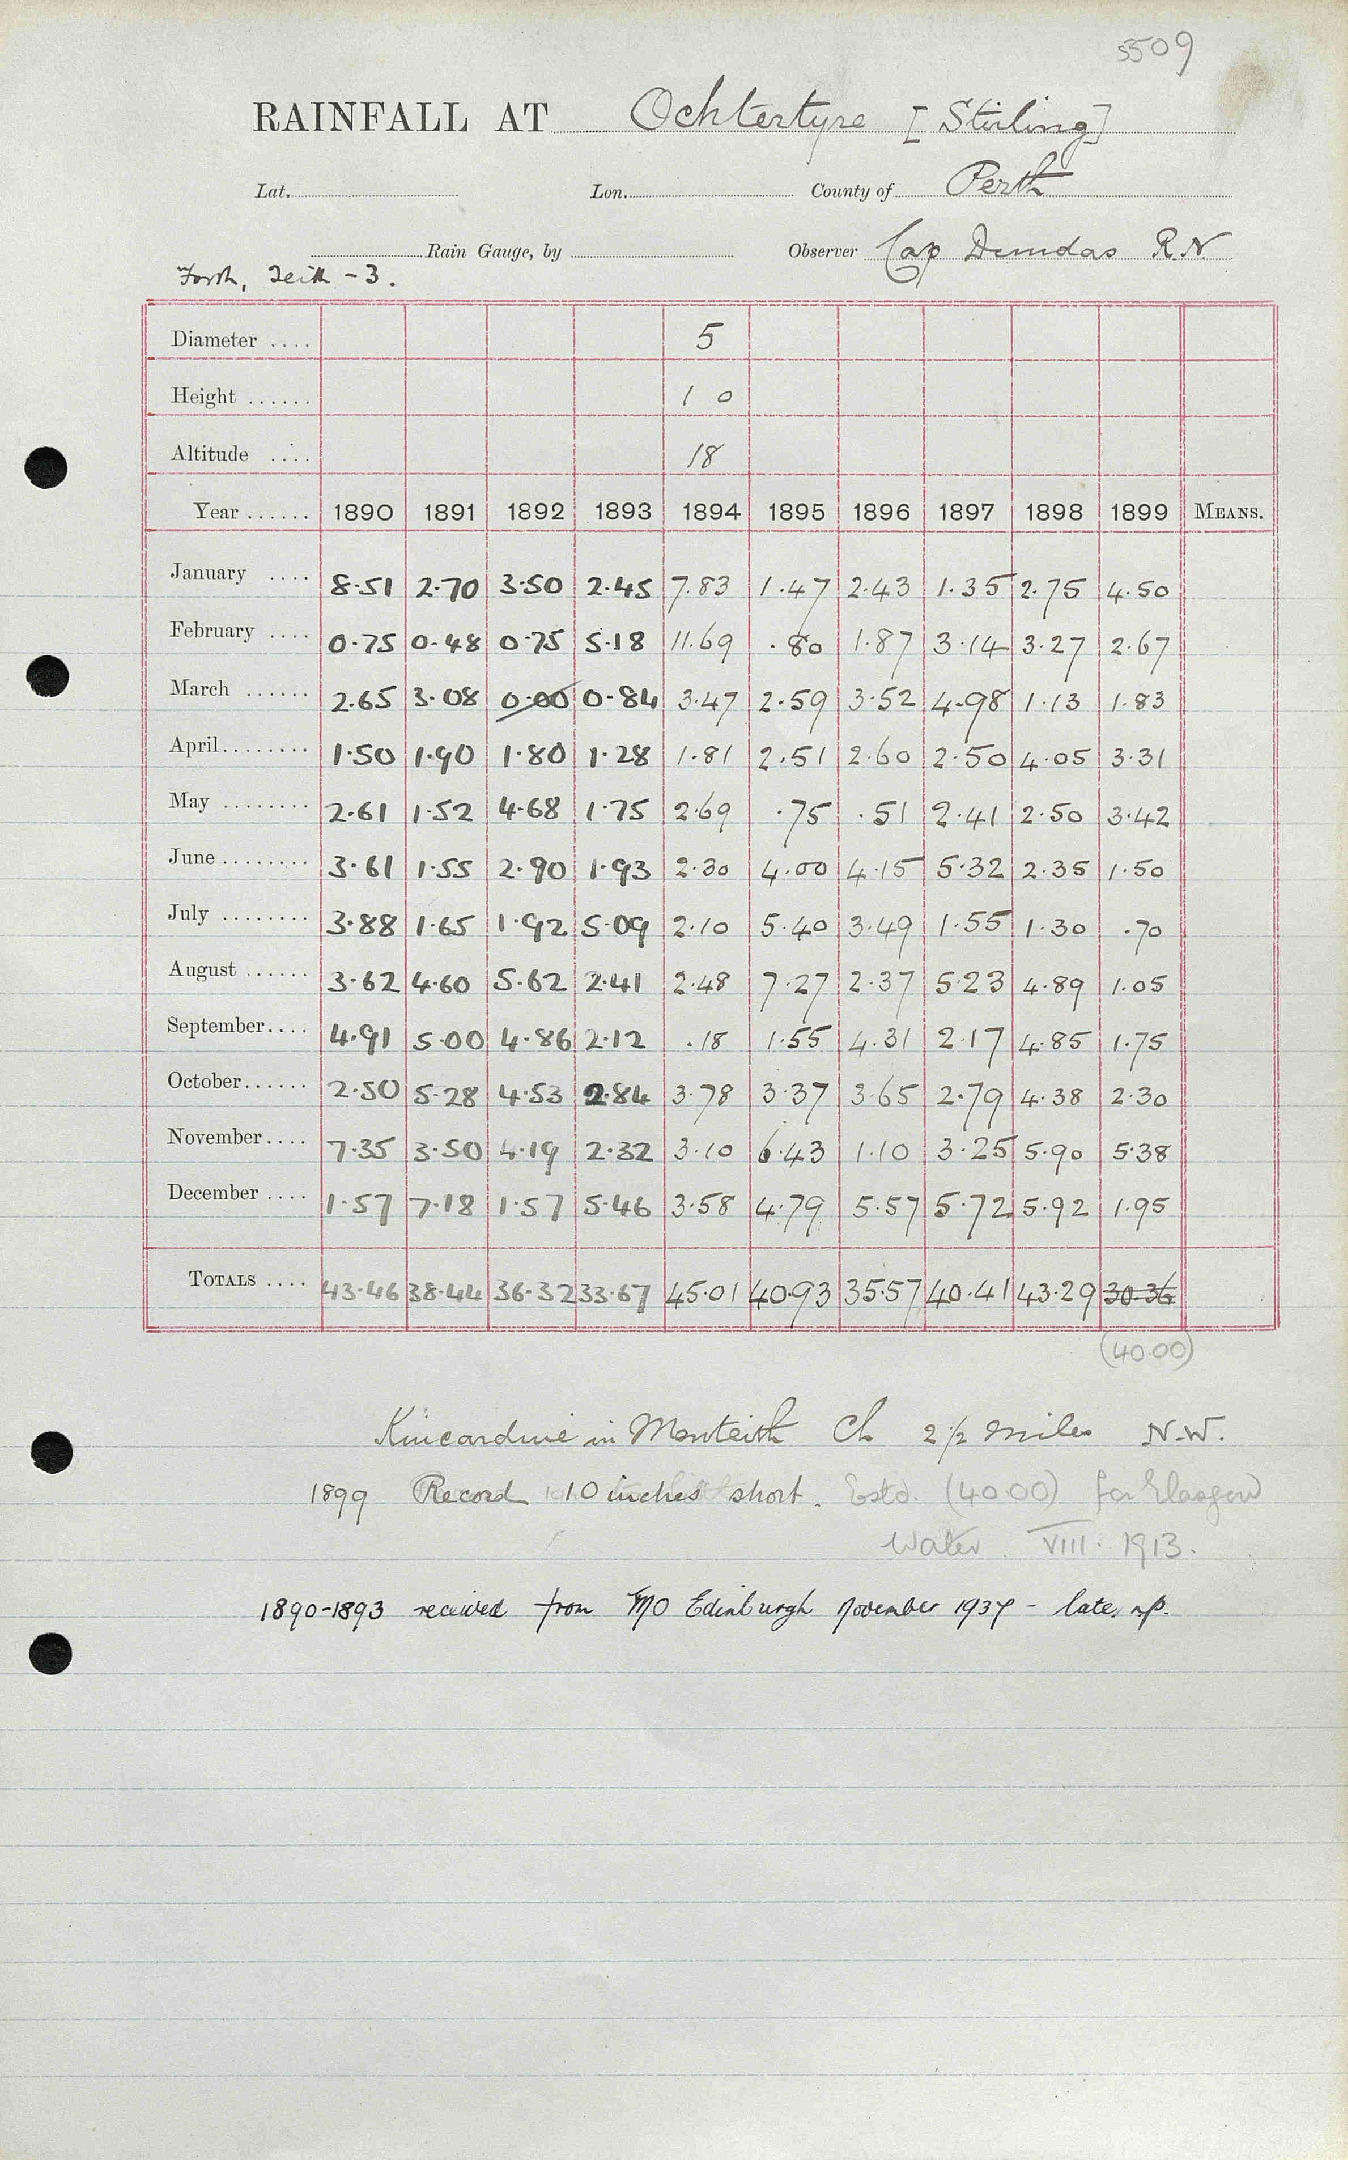 5509
RAINFALL AT Ochtertyre [Stirling]
Lat. Lon. County of Perth
Rain Gauge, by Observer Cap Dundas R.N
Forth, Teith - 3.
Diameter .... 5
Height ...... 1 0
Altitude .... 18
Year ...... 1890 1891 1892 1893 1894 1895 1896 1897 1898 1899 MEANS.
January .... 8.51 2.70 3.50 2.45 7.83 1.47 2.43 1.35 2.75 4.50
February .... 0.75 0.48 0.75 5.18 11.69 .80 1.87 3.14 3.27 2.67
March ...... 2.65 3.08 0.00 0.84 3.47 2.59 3.52 4.98 1.13 1.83
April........ 1.50 1.90 1.80 1.28 1.81 2.51 2.60 2.50 4.05 3.31
May ........ 2.61 1.52 4.68 1.75 2.69 .75 .51 2.41 2.50 3.42
June ........ 3.61 1.55 2.90 1.93 2.30 4.00 4.15 5.32 2.35 1.50
July ........ 3.88 1.65 1.92 5.09 2.10 5.40 3.49 1.55 1.30 .70
August ...... 3.62 4.60 5.62 2.41 2.48 7.27 2.37 5.23 4.89 1.05
September.... 4.91 5.00 4.86 2.12 .18 1.55 4.31 2.17 4.85 1.75
October...... 2.50 5.28 4.53 2.84 3.78 3.37 3.65 2.79 4.38 2.30
November.... 7.35 3.50 4.19 2.32 3.10 6.43 1.10 3.25 5.90 5.38
December .... 1.57 7.18 1.57 5.46 3.58 4.79 5.57 5.72 5.92 1.95
TOTALS .... 43.46 38.44 36.32 33.67 45.01 40.93 35.57 40.41 43.29 30.36
(40.00)
Kincardine in Monteith Ch 2 1/2 miles N.W.
1899 Record 10 inches short. Estd. (40.00) for Glasgow
Water VIII. 1913.
1890-1893 received from MO Edinburgh November 1937 - late